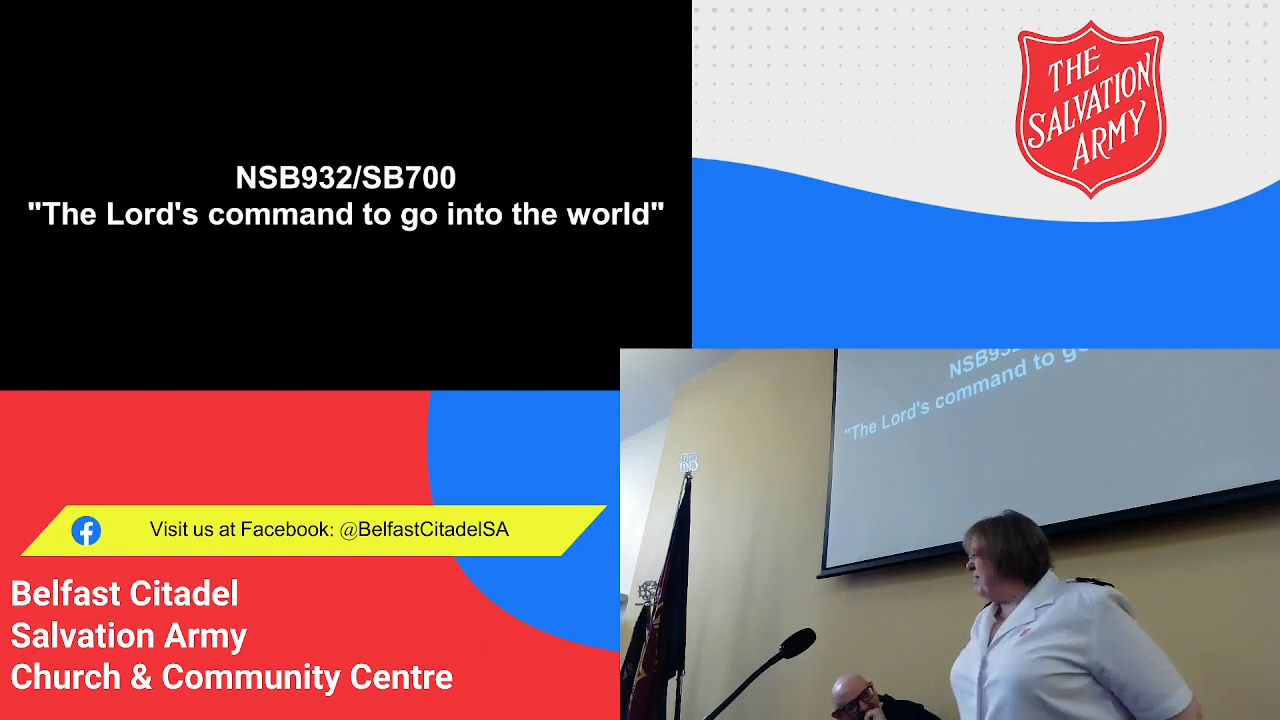 NSB932/SB700
"The Lord's command to go into the world"
THE
SALVATION
ARMY
NSB932
"The Lord's command to go
Visit us at Facebook: @BelfastCitadelSA
Belfast Citadel
Salvation Army
Church & Community Centre